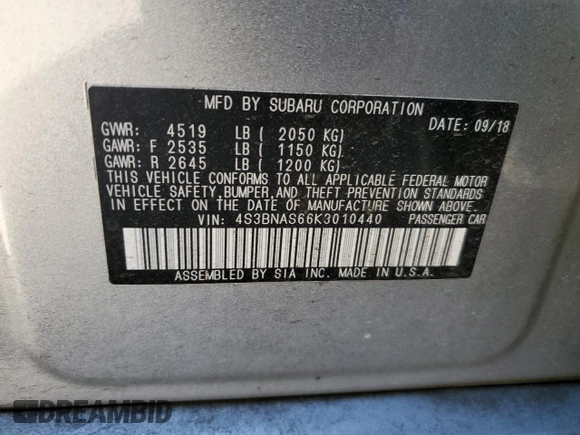 MFD BY SUBARU CORPORATION
DATE: 09/18
GVWR: 4519 LB ( 2050 KG)
GAWR: F 2535 LB ( 1150 KG)
GAWR: R 2645 LB ( 1200 KG)
THIS VEHICLE CONFORMS TO ALL APPLICABLE FEDERAL MOTOR
VEHICLE SAFETY, BUMPER, AND THEFT PREVENTION STANDARDS
IN EFFECT ON THE DATE OF MANUFACTURE SHOWN ABOVE.
VIN: 4S3BNAS66K3010440 PASSENGER CAR
ASSEMBLED BY SIA INC. MADE IN U.S.A.
DREAMBID